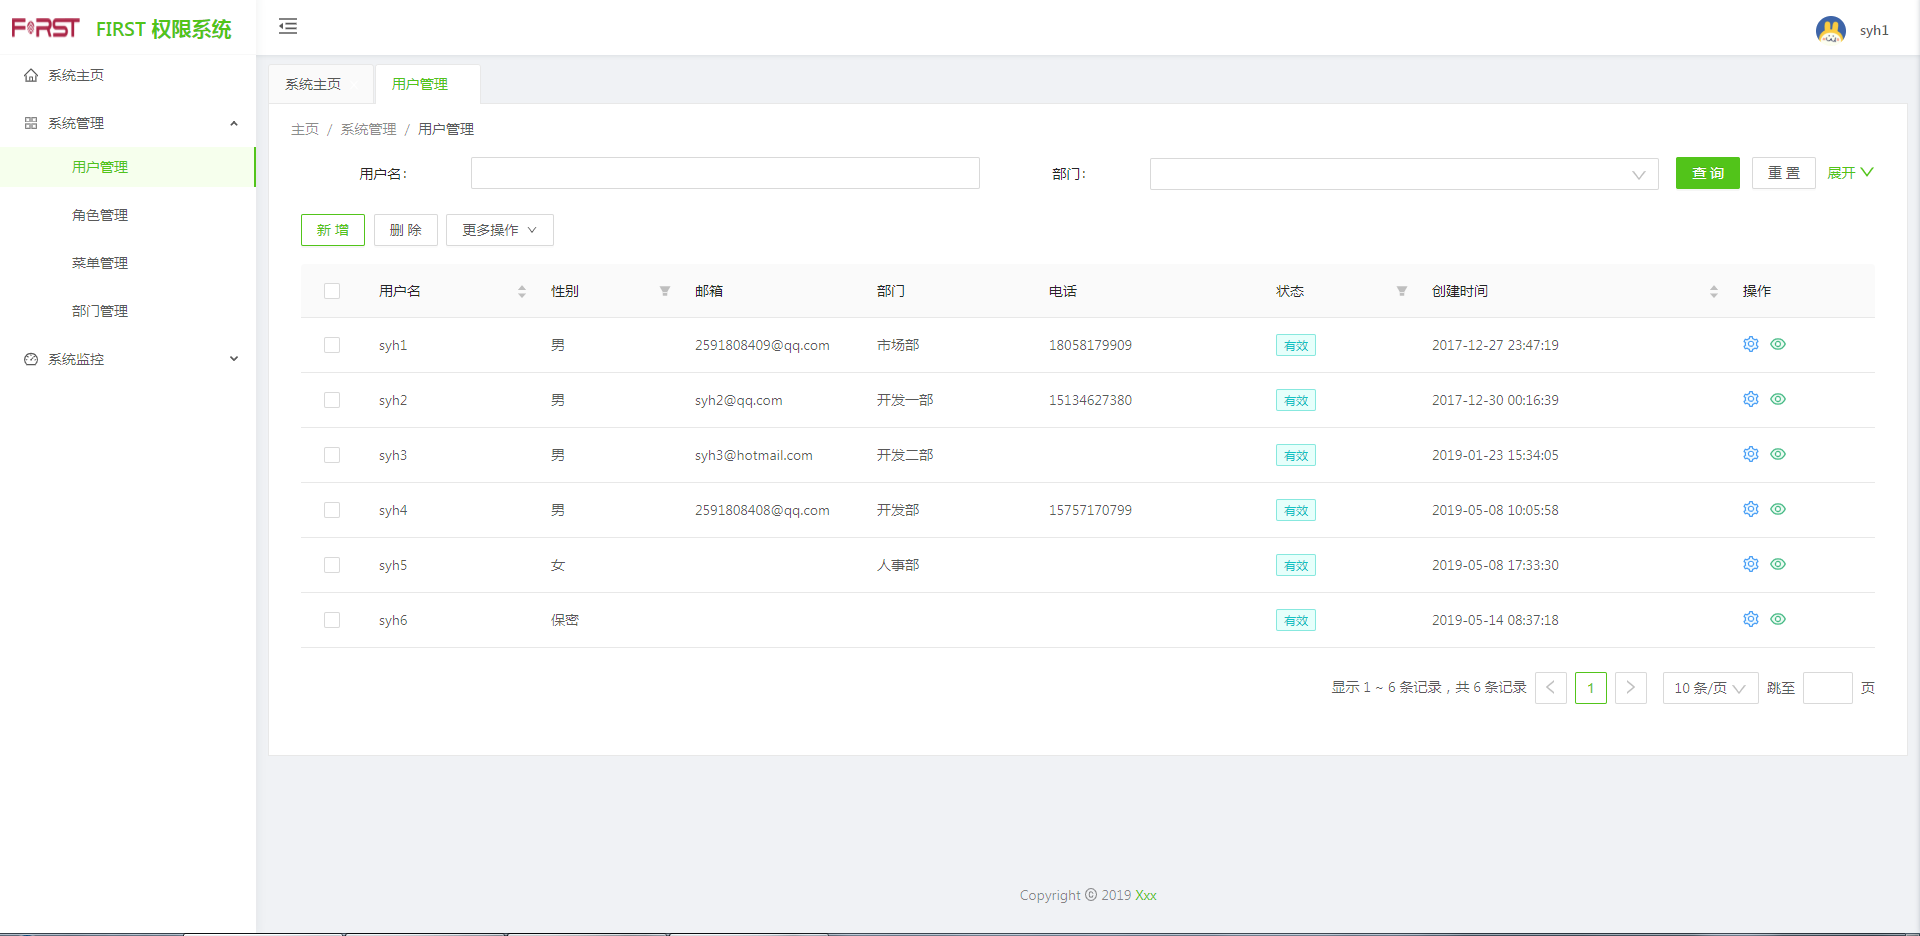 FIRST FIRST 权限系统
syh1
系统主页
系统管理
用户管理
角色管理
菜单管理
部门管理
系统监控
系统主页 用户管理
主页 / 系统管理 / 用户管理
用户名: 部门: 查 询 重 置 展开
新 增 删 除 更多操作
用户名 性别 邮箱 部门 电话 状态 创建时间 操作
syh1 男 2591808409@qq.com 市场部 18058179909 有效 2017-12-27 23:47:19
syh2 男 syh2@qq.com 开发一部 15134627380 有效 2017-12-30 00:16:39
syh3 男 syh3@hotmail.com 开发二部 有效 2019-01-23 15:34:05
syh4 男 2591808408@qq.com 开发部 15757170799 有效 2019-05-08 10:05:58
syh5 女 人事部 有效 2019-05-08 17:33:30
syh6 保密 有效 2019-05-14 08:37:18
显示 1 ~ 6 条记录，共 6 条记录 1 10 条/页 跳至 页
Copyright © 2019 Xxx